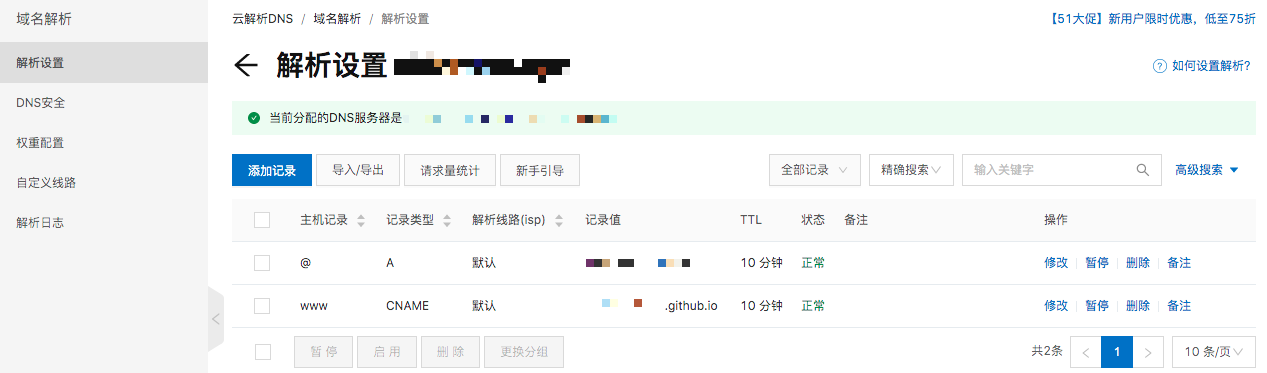 域名解析
云解析DNS / 域名解析 / 解析设置
【51大促】新用户限时优惠，低至75折
解析设置
DNS安全
权重配置
自定义线路
解析日志
解析设置
如何设置解析?
当前分配的DNS服务器是
添加记录 导入/导出 请求量统计 新手引导 全部记录 精确搜索 输入关键字 高级搜索
主机记录 记录类型 解析线路(isp) 记录值 TTL 状态 备注 操作
@ A 默认 10 分钟 正常 修改 暂停 删除 备注
www CNAME 默认 .github.io 10 分钟 正常 修改 暂停 删除 备注
暂 停 启 用 删 除 更换分组 共2条 1 10 条/页